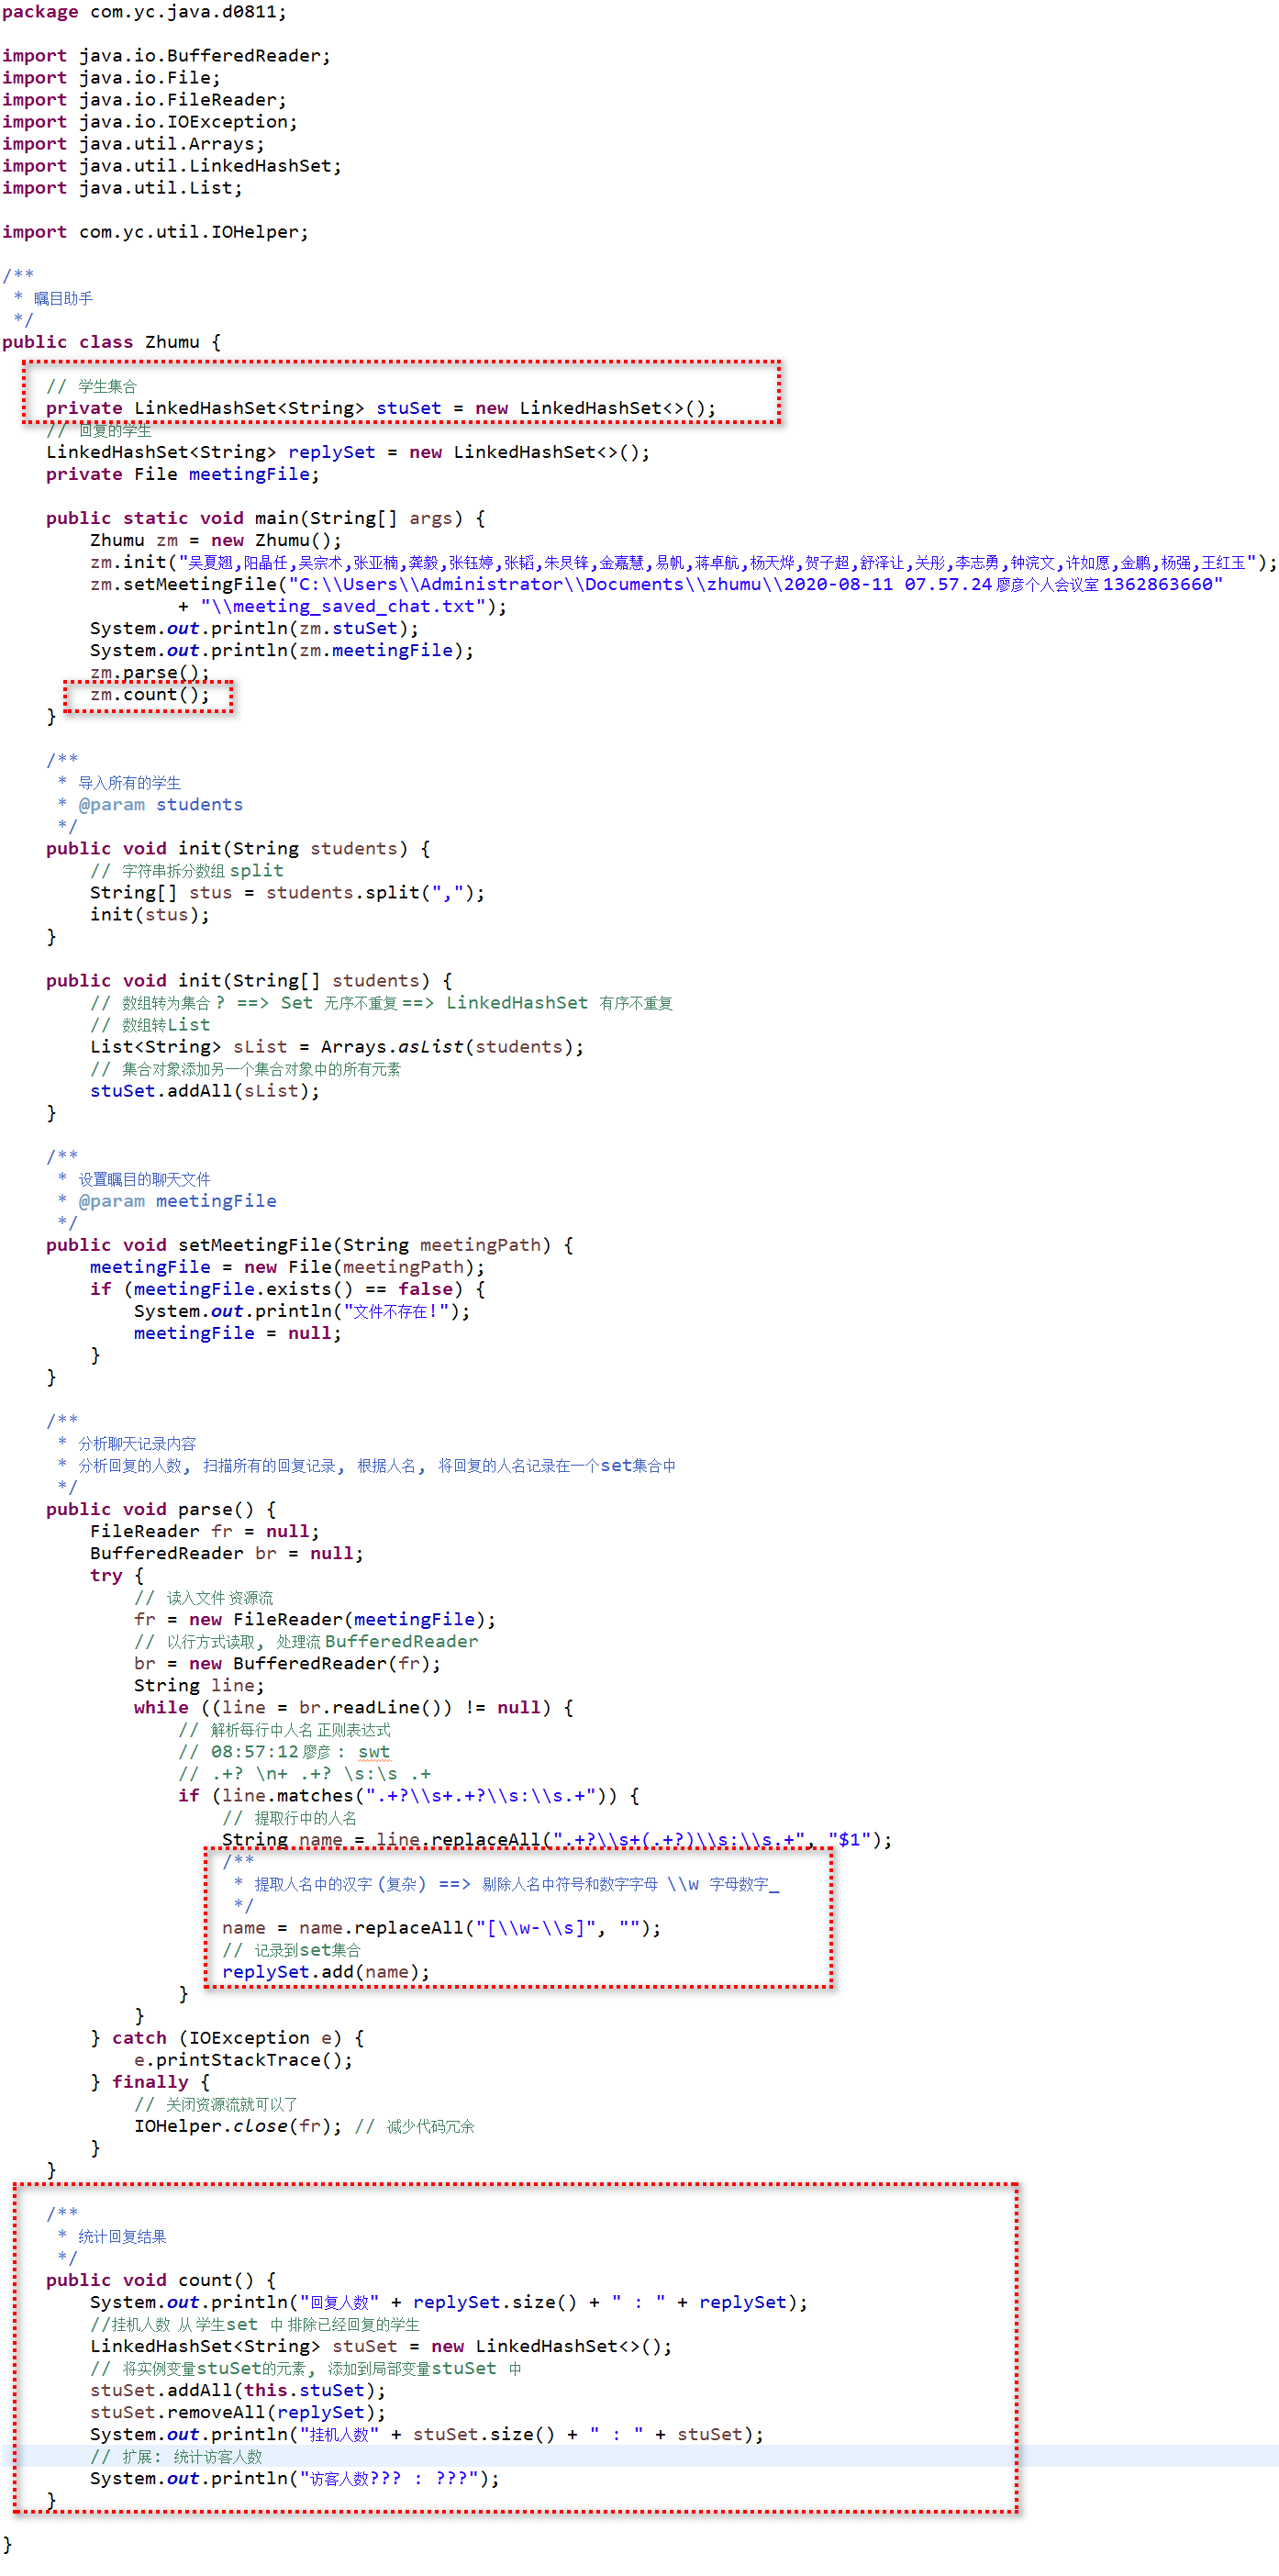 package com.yc.java.d0811;
import java.io.BufferedReader;
import java.io.File;
import java.io.FileReader;
import java.io.IOException;
import java.util.Arrays;
import java.util.LinkedHashSet;
import java.util.List;
import com.yc.util.IOHelper;
/**
 * 瞩目助手
 */
public class Zhumu {
    // 学生集合
    private LinkedHashSet<String> stuSet = new LinkedHashSet<>();
    // 回复的学生
    LinkedHashSet<String> replySet = new LinkedHashSet<>();
    private File meetingFile;
    public static void main(String[] args) {
        Zhumu zm = new Zhumu();
        zm.init("吴夏翘,阳晶任,吴宗术,张亚楠,龚毅,张钰婷,张韬,朱炅锋,金嘉慧,易帆,蒋卓航,杨天烨,贺子超,舒泽让,关彤,李志勇,钟浣文,许如愿,金鹏,杨强,王红玉");
        zm.setMeetingFile("C:\\Users\\Administrator\\Documents\\zhumu\\2020-08-11 07.57.24 廖彦个人会议室 1362863660"
                + "\\meeting_saved_chat.txt");
        System.out.println(zm.stuSet);
        System.out.println(zm.meetingFile);
        zm.parse();
        zm.count();
    }
    /**
     * 导入所有的学生
     * @param students
     */
    public void init(String students) {
        // 字符串拆分数组 split
        String[] stus = students.split(",");
        init(stus);
    }
    public void init(String[] students) {
        // 数组转为集合 ? ==> Set 无序不重复 ==> LinkedHashSet 有序不重复
        // 数组转List
        List<String> sList = Arrays.asList(students);
        // 集合对象添加另一个集合对象中的所有元素
        stuSet.addAll(sList);
    }
    /**
     * 设置瞩目的聊天文件
     * @param meetingFile
     */
    public void setMeetingFile(String meetingPath) {
        meetingFile = new File(meetingPath);
        if (meetingFile.exists() == false) {
            System.out.println("文件不存在!");
            meetingFile = null;
        }
    }
    /**
     * 分析聊天记录内容
     * 分析回复的人数, 扫描所有的回复记录, 根据人名, 将回复的人名记录在一个set集合中
     */
    public void parse() {
        FileReader fr = null;
        BufferedReader br = null;
        try {
            // 读入文件 资源流
            fr = new FileReader(meetingFile);
            // 以行方式读取, 处理流 BufferedReader
            br = new BufferedReader(fr);
            String line;
            while ((line = br.readLine()) != null) {
                // 解析每行中人名 正则表达式
                // 08:57:12 廖彦 : swt
                // .+? \n+ .+? \s:\s .+
                if (line.matches(".+?\\s+.+?\\s:\\s.+")) {
                    // 提取行中的人名
                    String name = line.replaceAll(".+?\\s+(.+?)\\s:\\s.+", "$1");
                    /**
                     * 提取人名中的汉字 (复杂) ==> 剔除人名中符号和数字字母 \\w 字母数字_
                     */
                    name = name.replaceAll("[\\w-\\s]", "");
                    // 记录到set集合
                    replySet.add(name);
                }
            }
        } catch (IOException e) {
            e.printStackTrace();
        } finally {
            // 关闭资源流就可以了
            IOHelper.close(fr); // 减少代码冗余
        }
    }
    /**
     * 统计回复结果
     */
    public void count() {
        System.out.println("回复人数" + replySet.size() + " : " + replySet);
        //挂机人数 从 学生set 中 排除已经回复的学生
        LinkedHashSet<String> stuSet = new LinkedHashSet<>();
        // 将实例变量stuSet的元素, 添加到局部变量stuSet 中
        stuSet.addAll(this.stuSet);
        stuSet.removeAll(replySet);
        System.out.println("挂机人数" + stuSet.size() + " : " + stuSet);
        // 扩展: 统计访客人数
        System.out.println("访客人数??? : ???");
    }
}